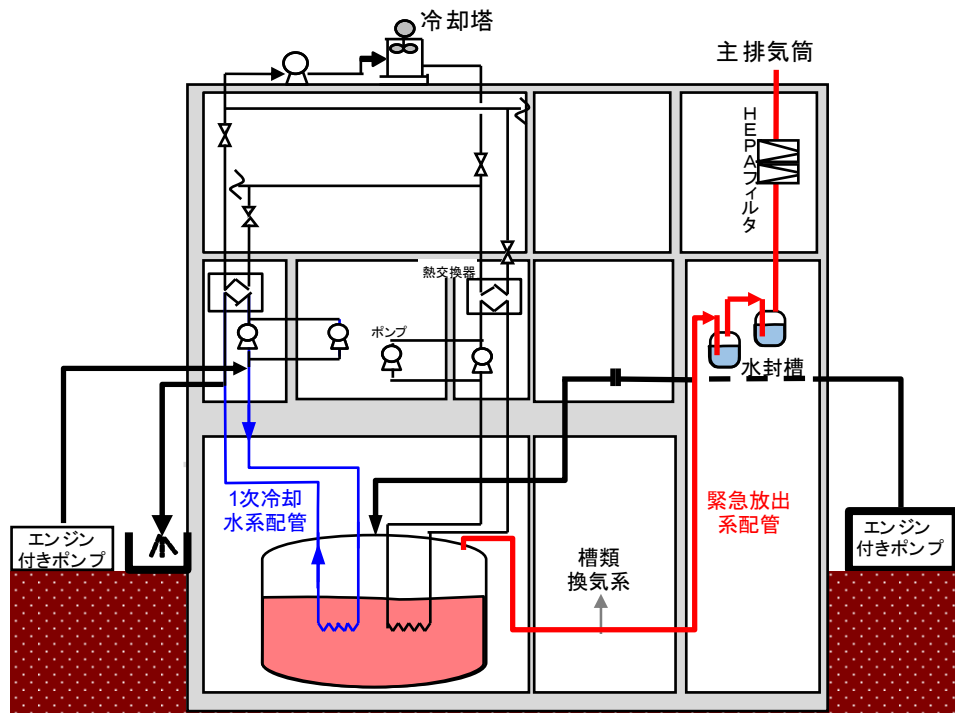 冷却塔
主排気筒
HEPAフィルタ
熱交換器
ポンプ
水封槽
1次冷却
水系配管
緊急放出
系配管
エンジン
付きポンプ
槽類
換気系
エンジン
付きポンプ